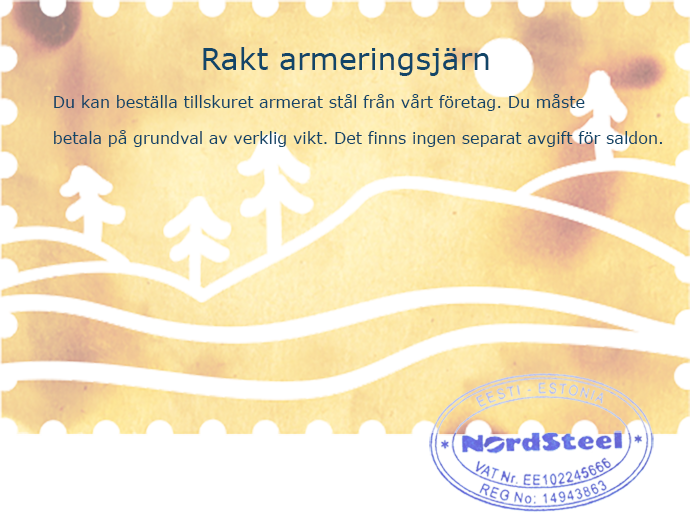 Rakt armeringsjärn
Du kan beställa tillskuret armerat stål från vårt företag. Du måste
betala på grundval av verklig vikt. Det finns ingen separat avgift för saldon.
EESTI - ESTONIA
* NordSteel *
VAT Nr. EE102245666
REG No: 14943863